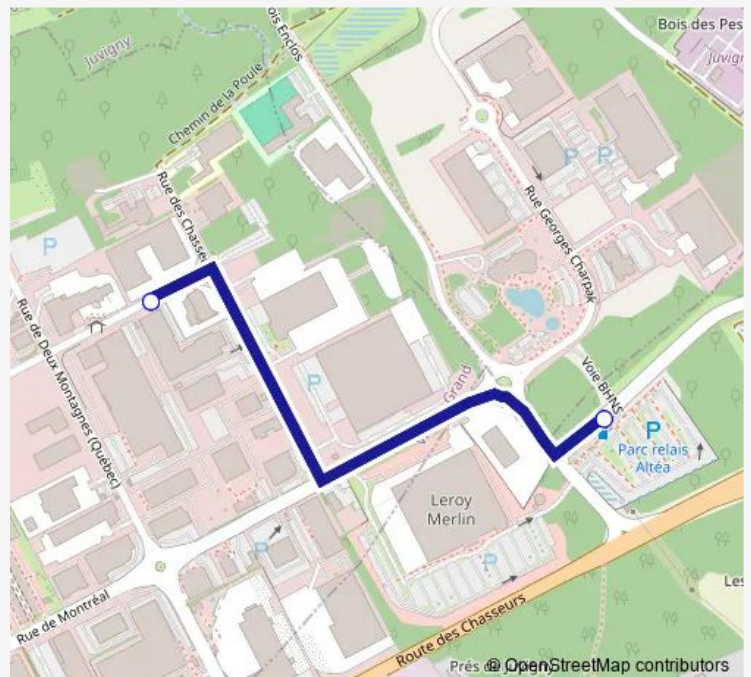 Bois des Pes
Juvigny
Juvigny
ois Enclos
Chemin de la Poule
P
P
Rue des Chasseu
Rue Georges Charpak
P
Rue de Deux Montagnes (Québec)
P
Grand
Voie BHNS
P
Parc relais
Altéa
Leroy
Merlin
P
P
Les
Rue de Montréal
Route des Chasseurs
© OpenStreetMap contributors